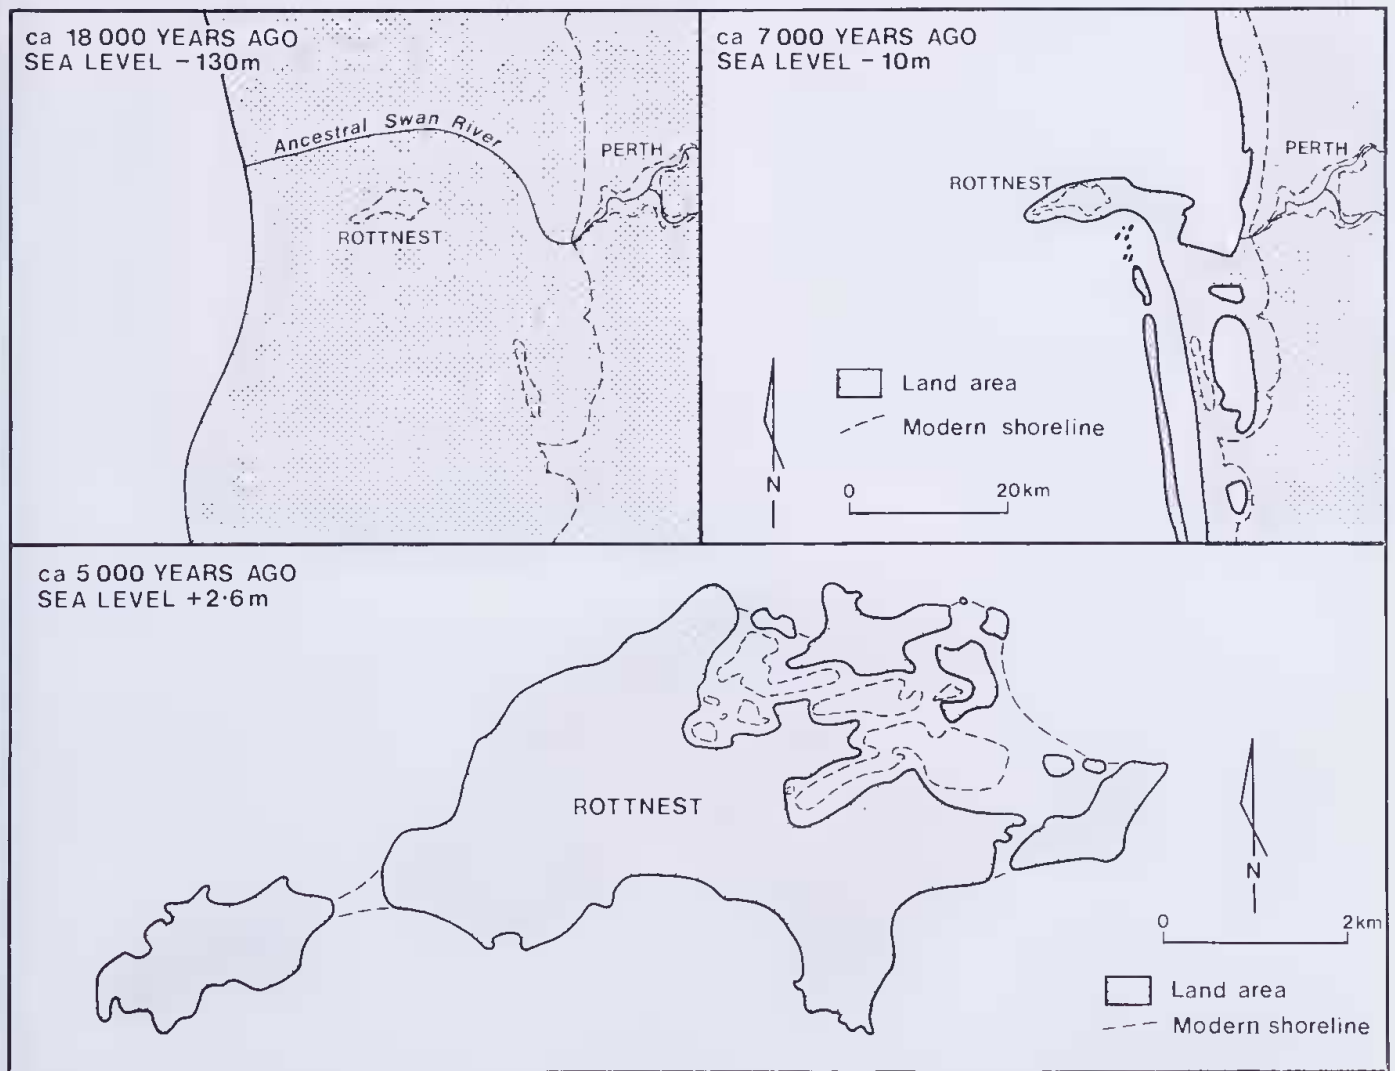 ca 18 000 YEARS AGO
SEA LEVEL -130m
Ancestral Swan River
PERTH
ROTTNEST
ca 7 000 YEARS AGO
SEA LEVEL -10m
PERTH
ROTTNEST
Land area
Modern shoreline
N
0 20km
ca 5 000 YEARS AGO
SEA LEVEL +2·6m
ROTTNEST
N
0 2km
Land area
Modern shoreline